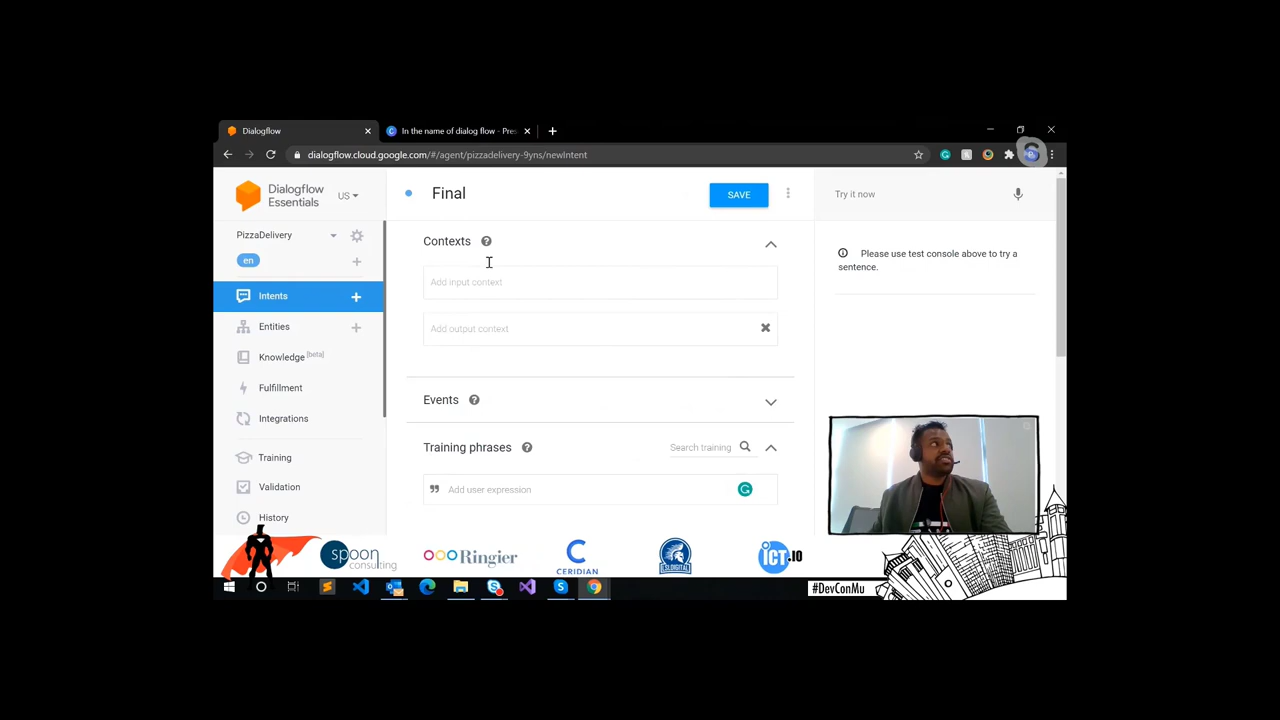 Dialogflow
In the name of dialog flow - Pres
dialogflow.cloud.google.com/#/agent/pizzadelivery-9yns/newIntent
Dialogflow
Essentials
US
Final
SAVE
Try it now
PizzaDelivery
en
Contexts
Please use test console above to try a
sentence.
Add input context
Intents
Entities
Add output context
Knowledge [beta]
Fulfillment
Events
Integrations
Training phrases
Search training
Training
Add user expression
Validation
History
spoon
consulting
Ringier
CERIDIAN
ICT.IO
#DevConMu